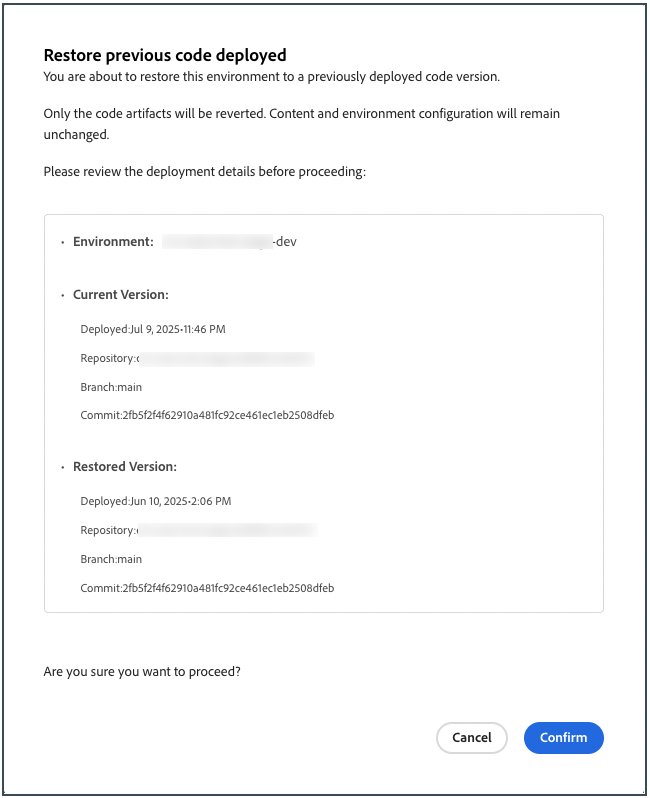 Restore previous code deployed
You are about to restore this environment to a previously deployed code version.
Only the code artifacts will be reverted. Content and environment configuration will remain
unchanged.
Please review the deployment details before proceeding:
• Environment: -dev
• Current Version:
Deployed:Jul 9, 2025•11:46 PM
Repository:
Branch:main
Commit:2fb5f2f4f62910a481fc92ce461ec1eb2508dfeb
• Restored Version:
Deployed:Jun 10, 2025•2:06 PM
Repository:
Branch:main
Commit:2fb5f2f4f62910a481fc92ce461ec1eb2508dfeb
Are you sure you want to proceed?
Cancel Confirm